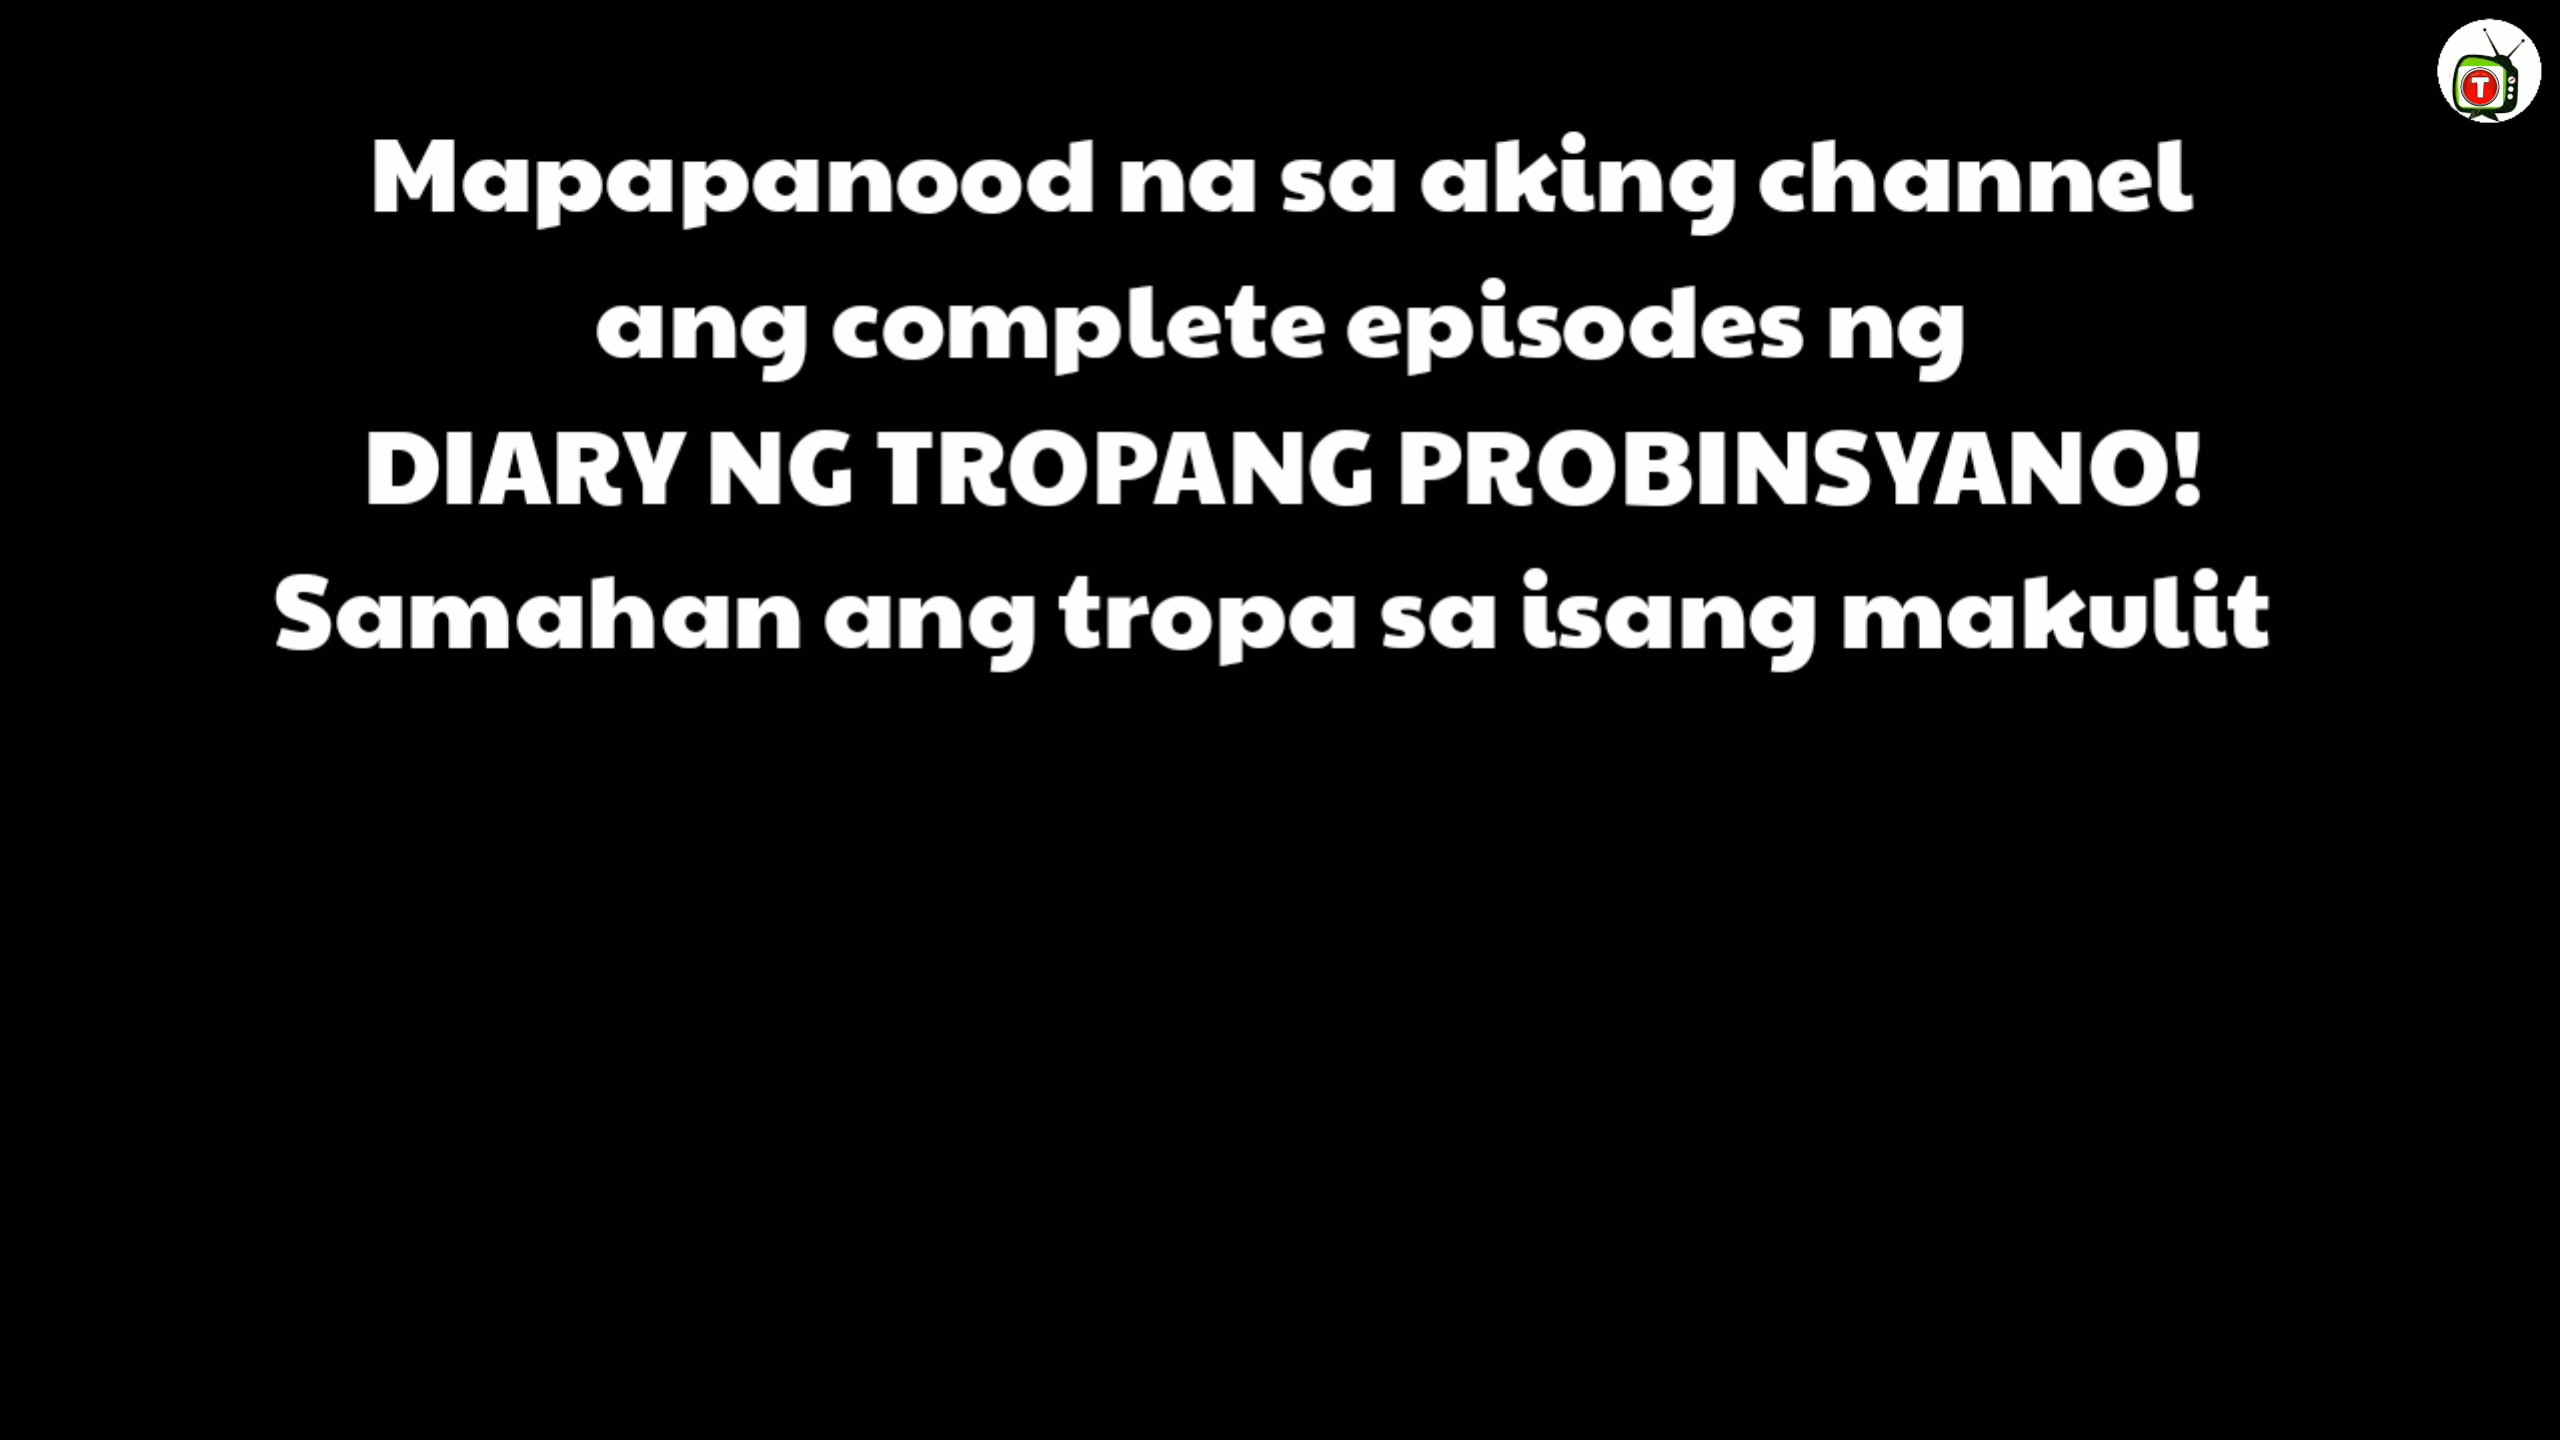 T
Mapapanood na sa aking channel
ang complete episodes ng
DIARY NG TROPANG PROBINSYANO!
Samahan ang tropa sa isang makulit